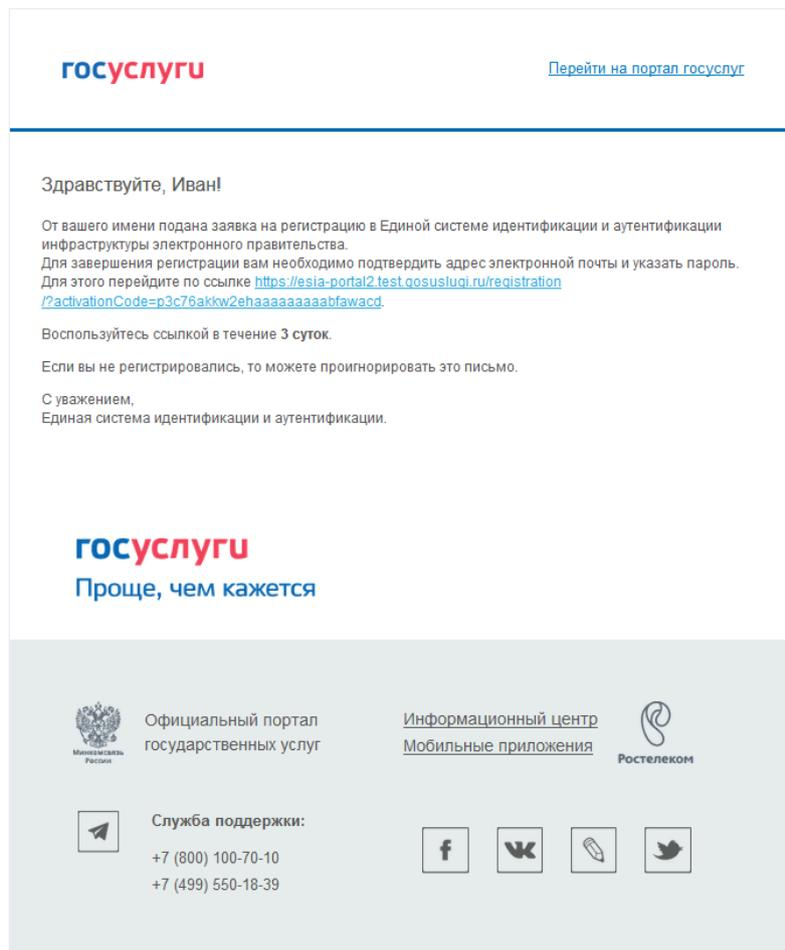 госуслуги
Перейти на портал госуслуг
Здравствуйте, Иван!
От вашего имени подана заявка на регистрацию в Единой системе идентификации и аутентификации
инфраструктуры электронного правительства.
Для завершения регистрации вам необходимо подтвердить адрес электронной почты и указать пароль.
Для этого перейдите по ссылке https://esia-portal2.test.gosuslugi.ru/registration
/?activationCode=p3c76akkw2ehaaaaaaaaabfawacd.
Воспользуйтесь ссылкой в течение 3 суток.
Если вы не регистрировались, то можете проигнорировать это письмо.
С уважением,
Единая система идентификации и аутентификации.
госуслуги
Проще, чем кажется
Минкомсвязь
России
Официальный портал
государственных услуг
Информационный центр
Мобильные приложения
Ростелеком
Служба поддержки:
+7 (800) 100-70-10
+7 (499) 550-18-39